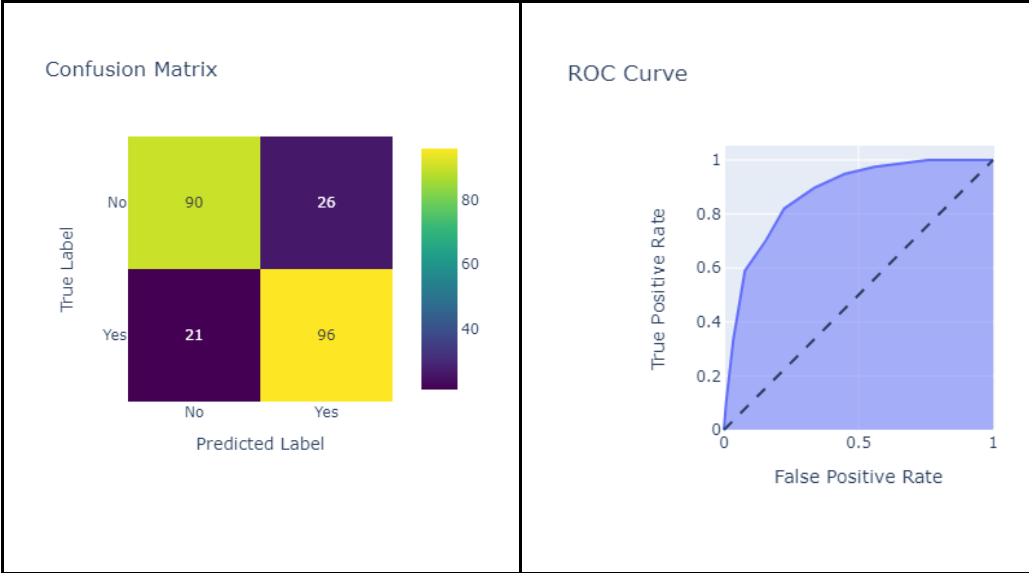 Confusion Matrix
No
90
26
80
60
True Label
Yes
21
96
40
No
Yes
Predicted Label
ROC Curve
1
0.8
0.6
0.4
0.2
0
True Positive Rate
0
0.5
1
False Positive Rate